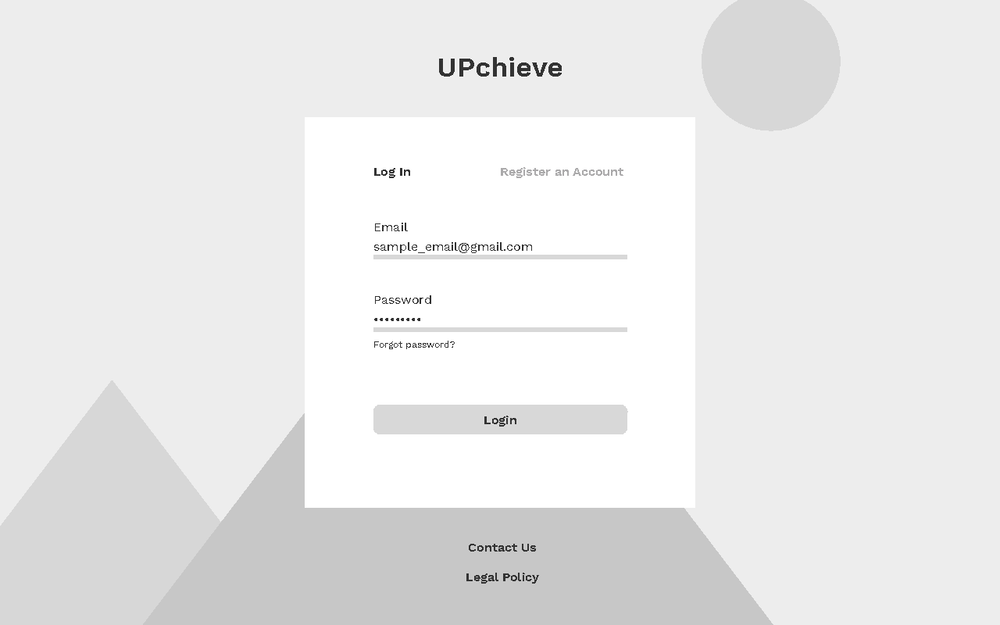 UPchieve
Log In
Register an Account
Email
sample_email@gmail.com
Password
•••••••••
Forgot password?
Login
Contact Us
Legal Policy